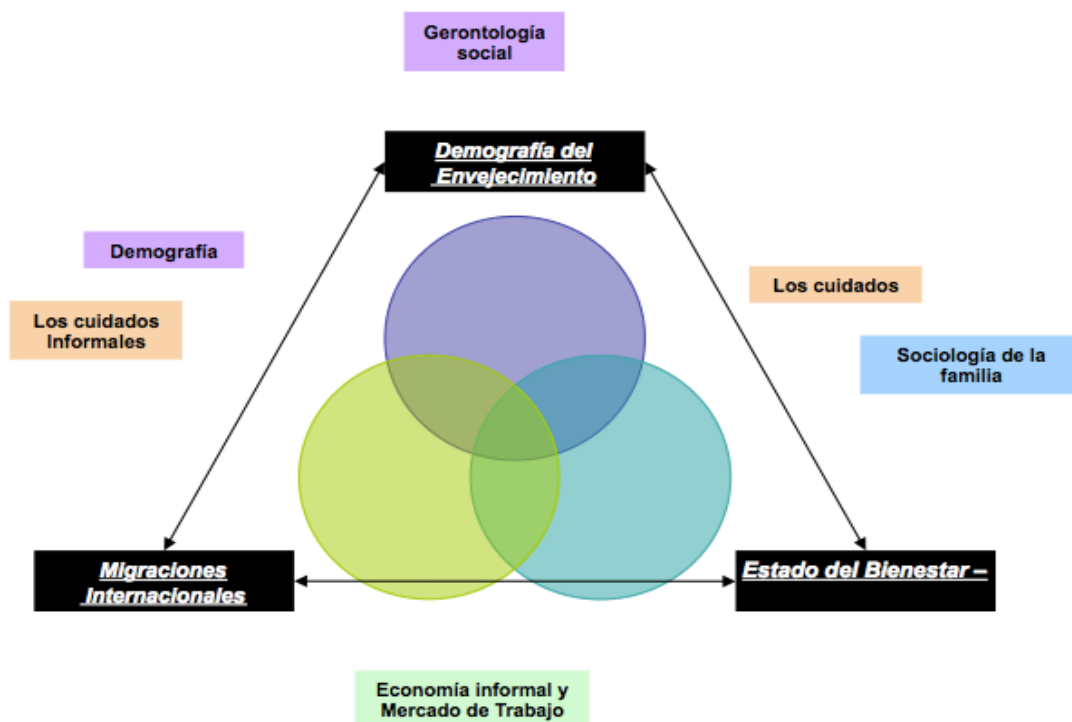 Gerontología
social
Demografía del
Envejecimiento
Demografía
Los cuidados
Los cuidados
Informales
Sociología de la
familia
Migraciones
Internacionales
Estado del Bienestar –
Economía informal y
Mercado de Trabajo